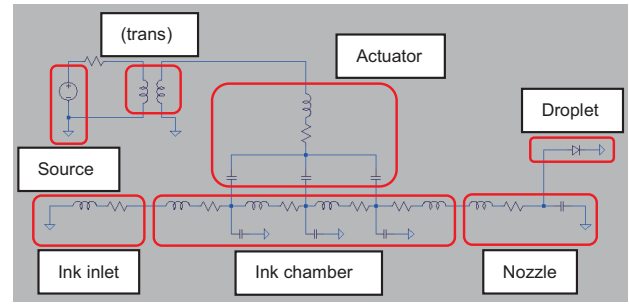 (trans)
Actuator
Droplet
Source
Ink inlet
Ink chamber
Nozzle